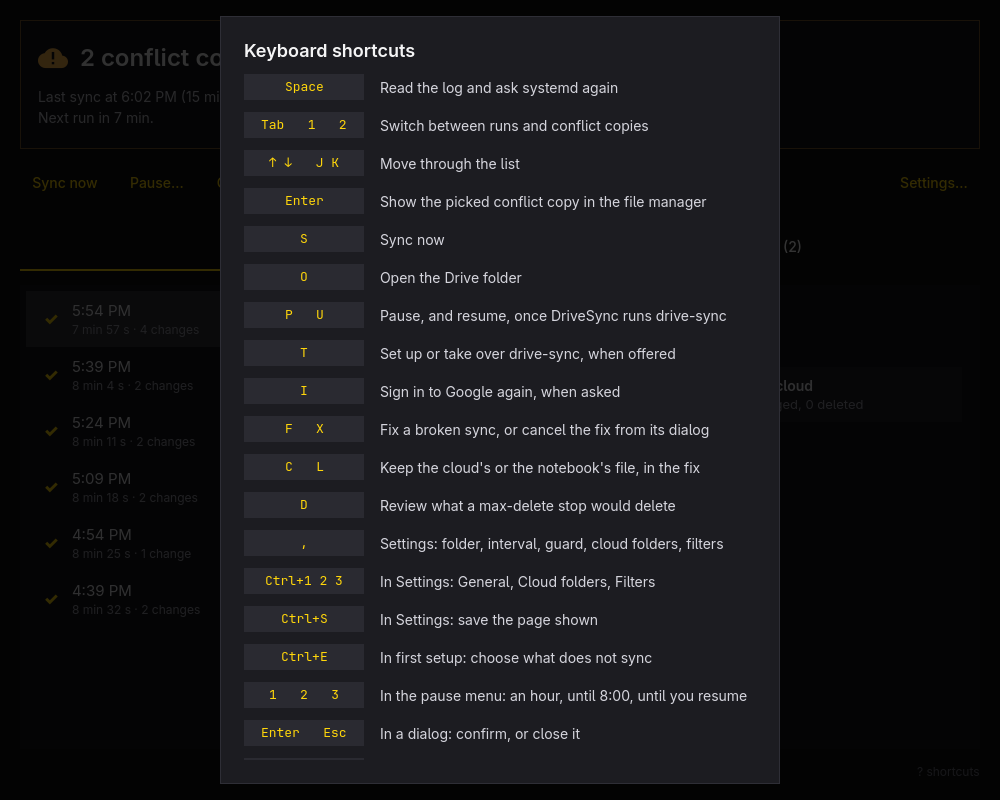 2 conflict co
Last sync at 6:02 PM (15 mi
Next run in 7 min.
Sync now
Pause…
Settings…
(2)
5:54 PM
7 min 57 s · 4 changes
5:39 PM
8 min 4 s · 2 changes
5:24 PM
8 min 11 s · 2 changes
5:09 PM
8 min 18 s · 2 changes
4:54 PM
8 min 25 s · 1 change
4:39 PM
8 min 32 s · 2 changes
cloud
ged, 0 deleted
? shortcuts
Keyboard shortcuts
Space Read the log and ask systemd again
Tab 1 2 Switch between runs and conflict copies
↑ ↓ J K Move through the list
Enter Show the picked conflict copy in the file manager
S Sync now
O Open the Drive folder
P U Pause, and resume, once DriveSync runs drive-sync
T Set up or take over drive-sync, when offered
I Sign in to Google again, when asked
F X Fix a broken sync, or cancel the fix from its dialog
C L Keep the cloud's or the notebook's file, in the fix
D Review what a max-delete stop would delete
, Settings: folder, interval, guard, cloud folders, filters
Ctrl+1 2 3 In Settings: General, Cloud folders, Filters
Ctrl+S In Settings: save the page shown
Ctrl+E In first setup: choose what does not sync
1 2 3 In the pause menu: an hour, until 8:00, until you resume
Enter Esc In a dialog: confirm, or close it